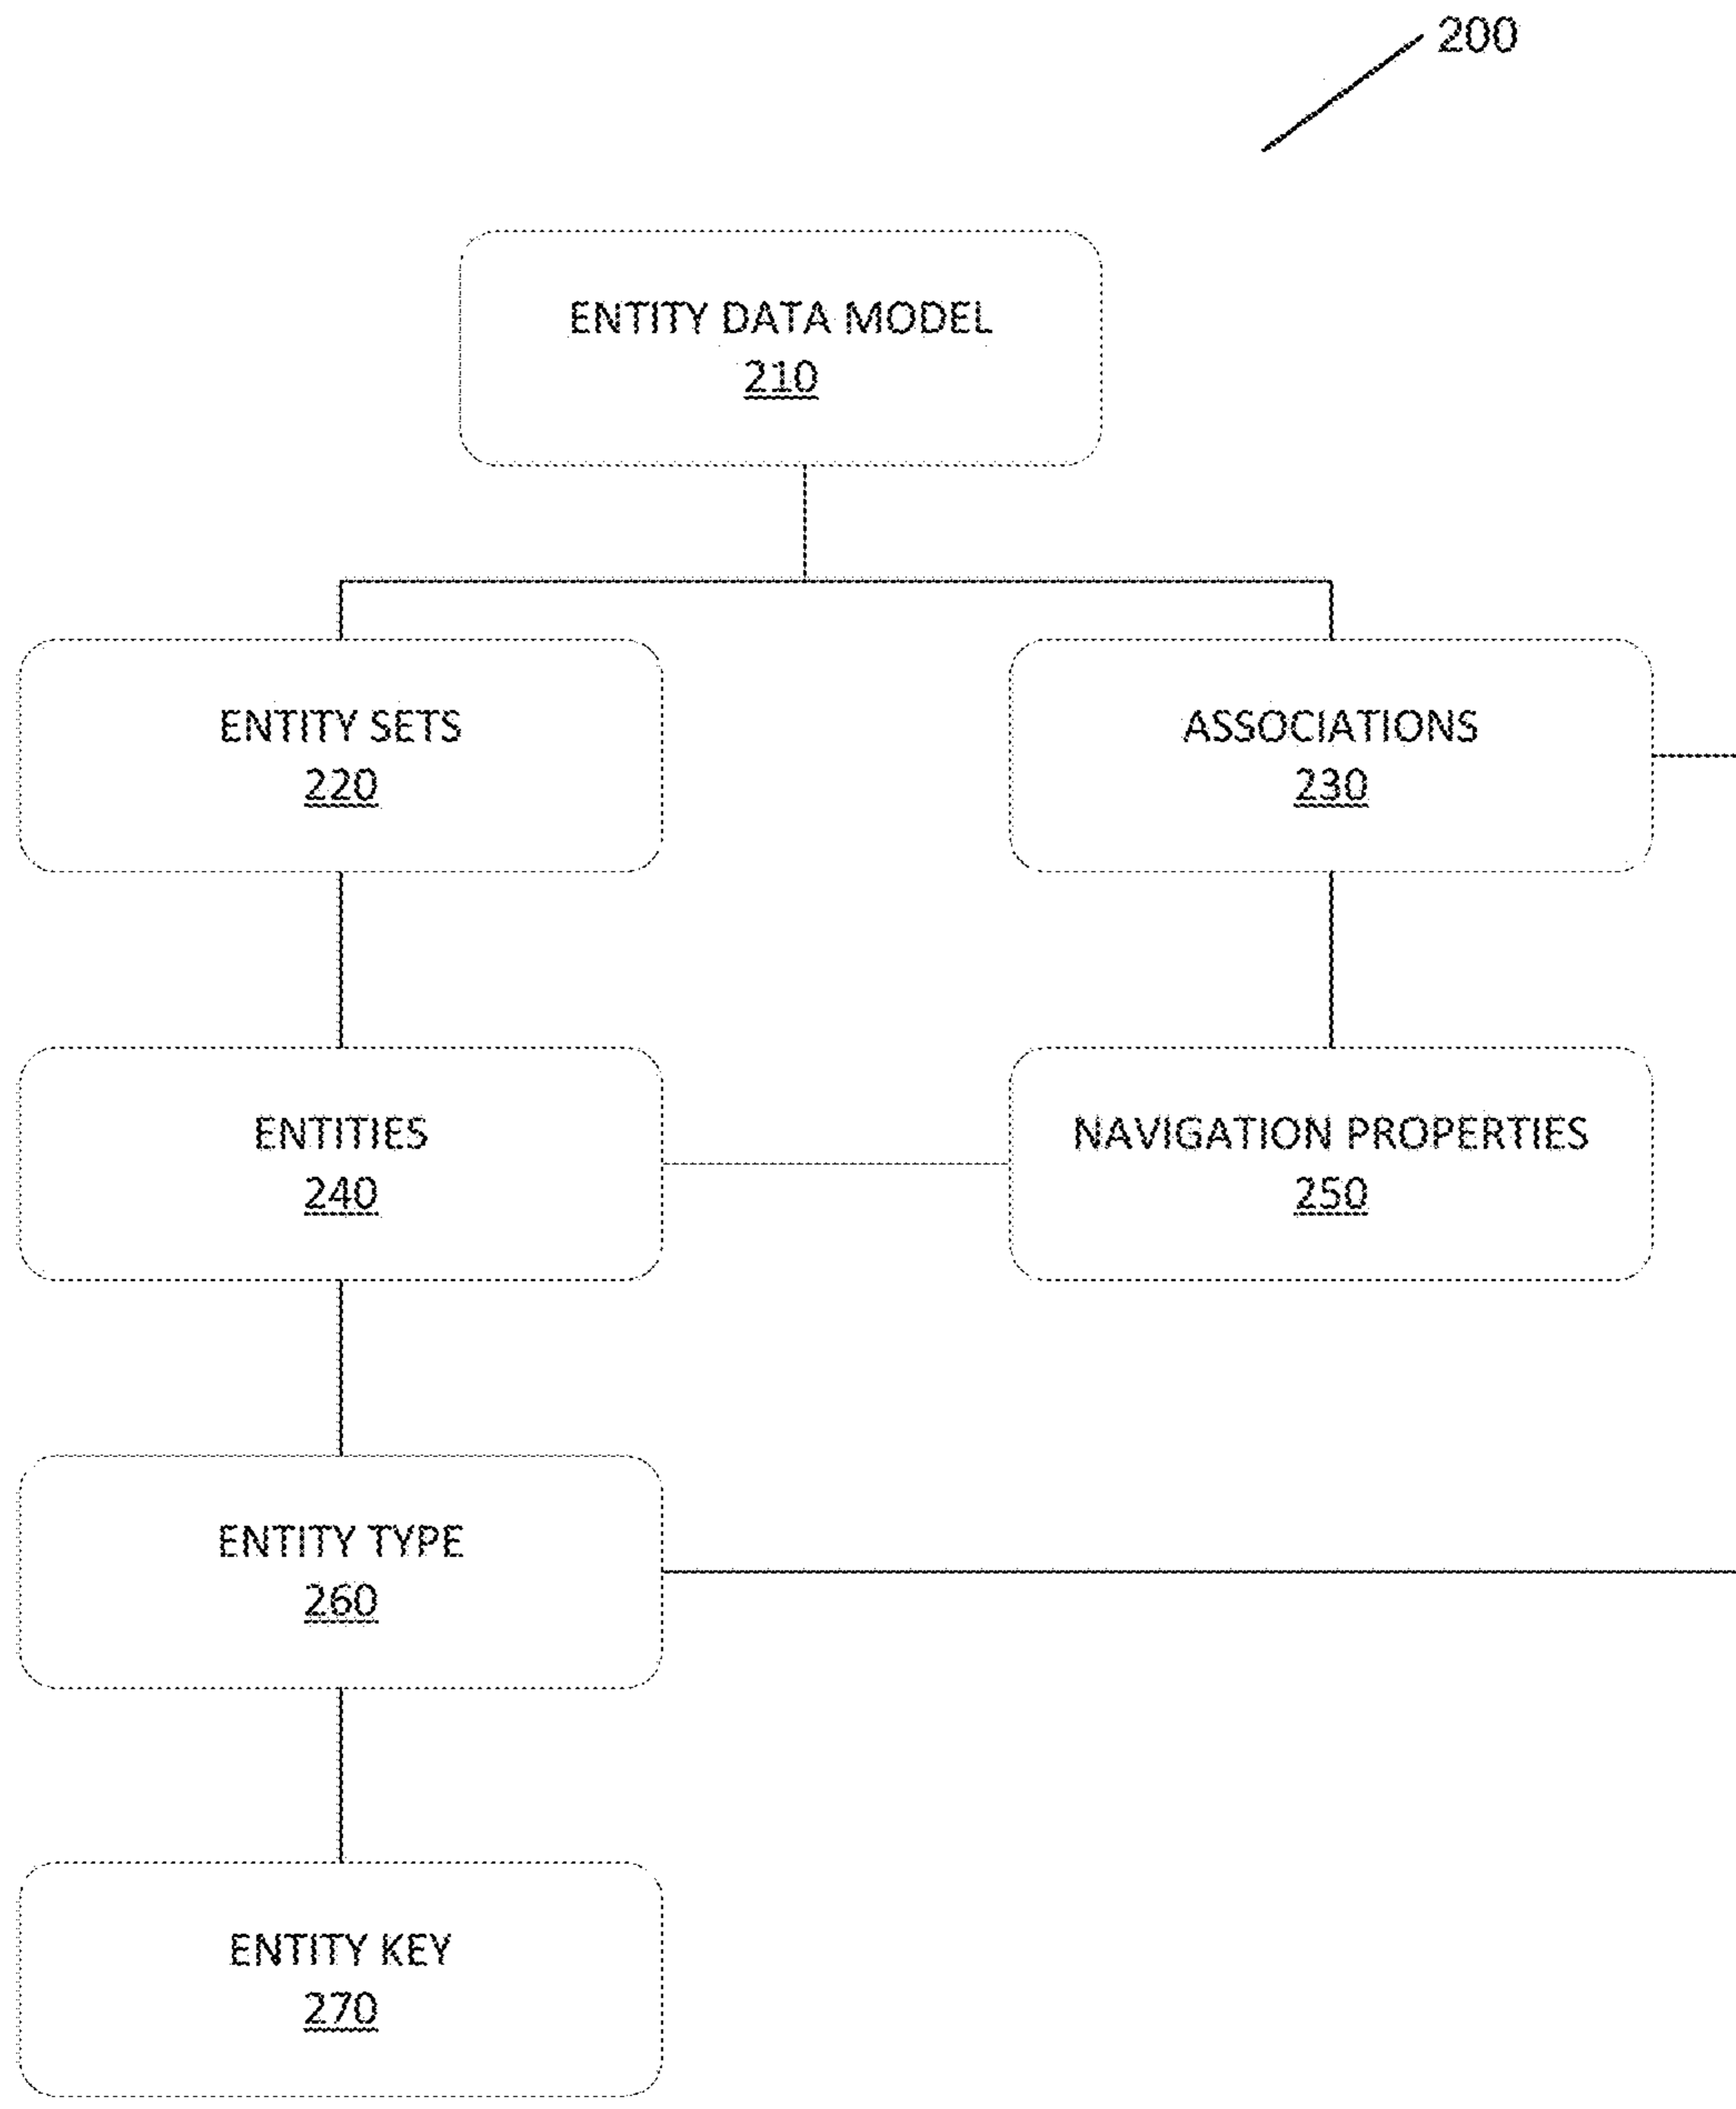 200
ENTITY DATA MODEL
210
ENTITY SETS
220
ASSOCIATIONS
230
ENTITIES
240
NAVIGATION PROPERTIES
250
ENTITY TYPE
260
ENTITY KEY
270